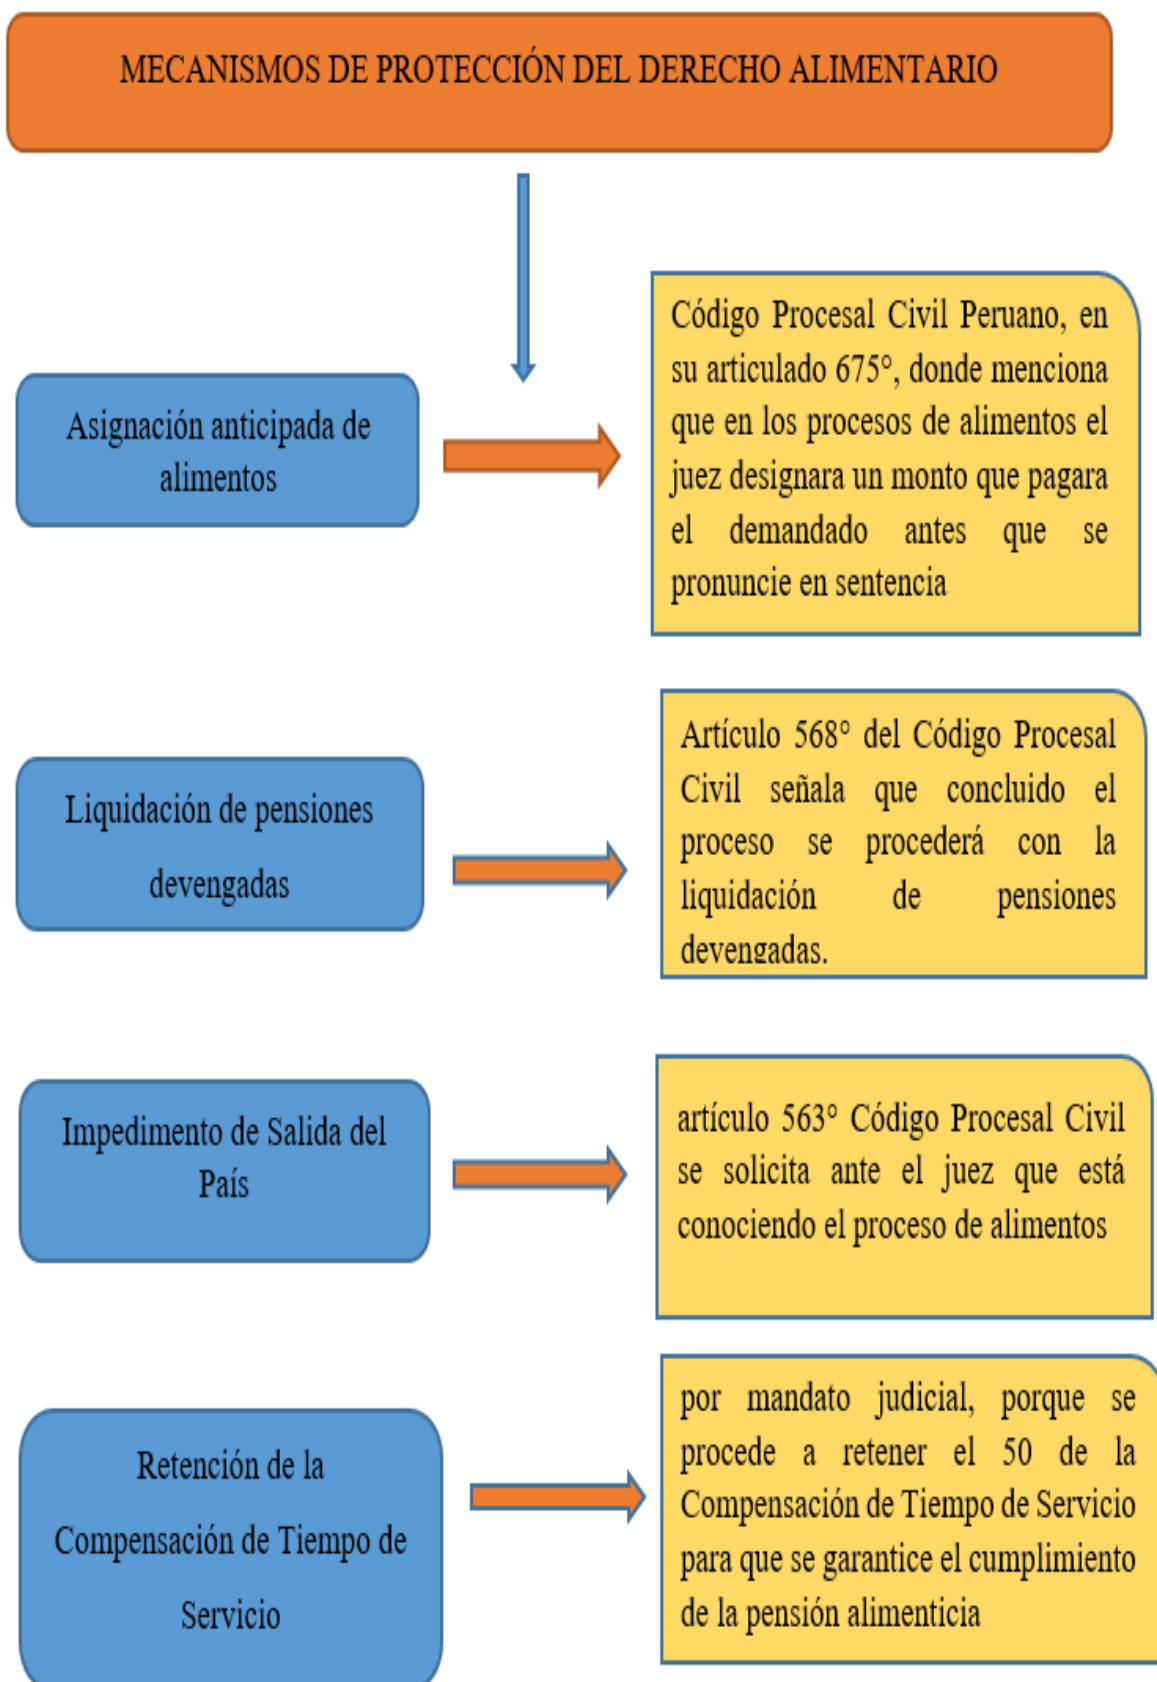 MECANISMOS DE PROTECCIÓN DEL DERECHO ALIMENTARIO
Asignación anticipada de
alimentos
Código Procesal Civil Peruano, en
su articulado 675°, donde menciona
que en los procesos de alimentos el
juez designara un monto que pagara
el demandado antes que se
pronuncie en sentencia
Liquidación de pensiones
devengadas
Artículo 568° del Código Procesal
Civil señala que concluido el
proceso se procederá con la
liquidación de pensiones
devengadas.
Impedimento de Salida del
País
artículo 563° Código Procesal Civil
se solicita ante el juez que está
conociendo el proceso de alimentos
Retención de la
Compensación de Tiempo de
Servicio
por mandato judicial, porque se
procede a retener el 50 de la
Compensación de Tiempo de Servicio
para que se garantice el cumplimiento
de la pensión alimenticia